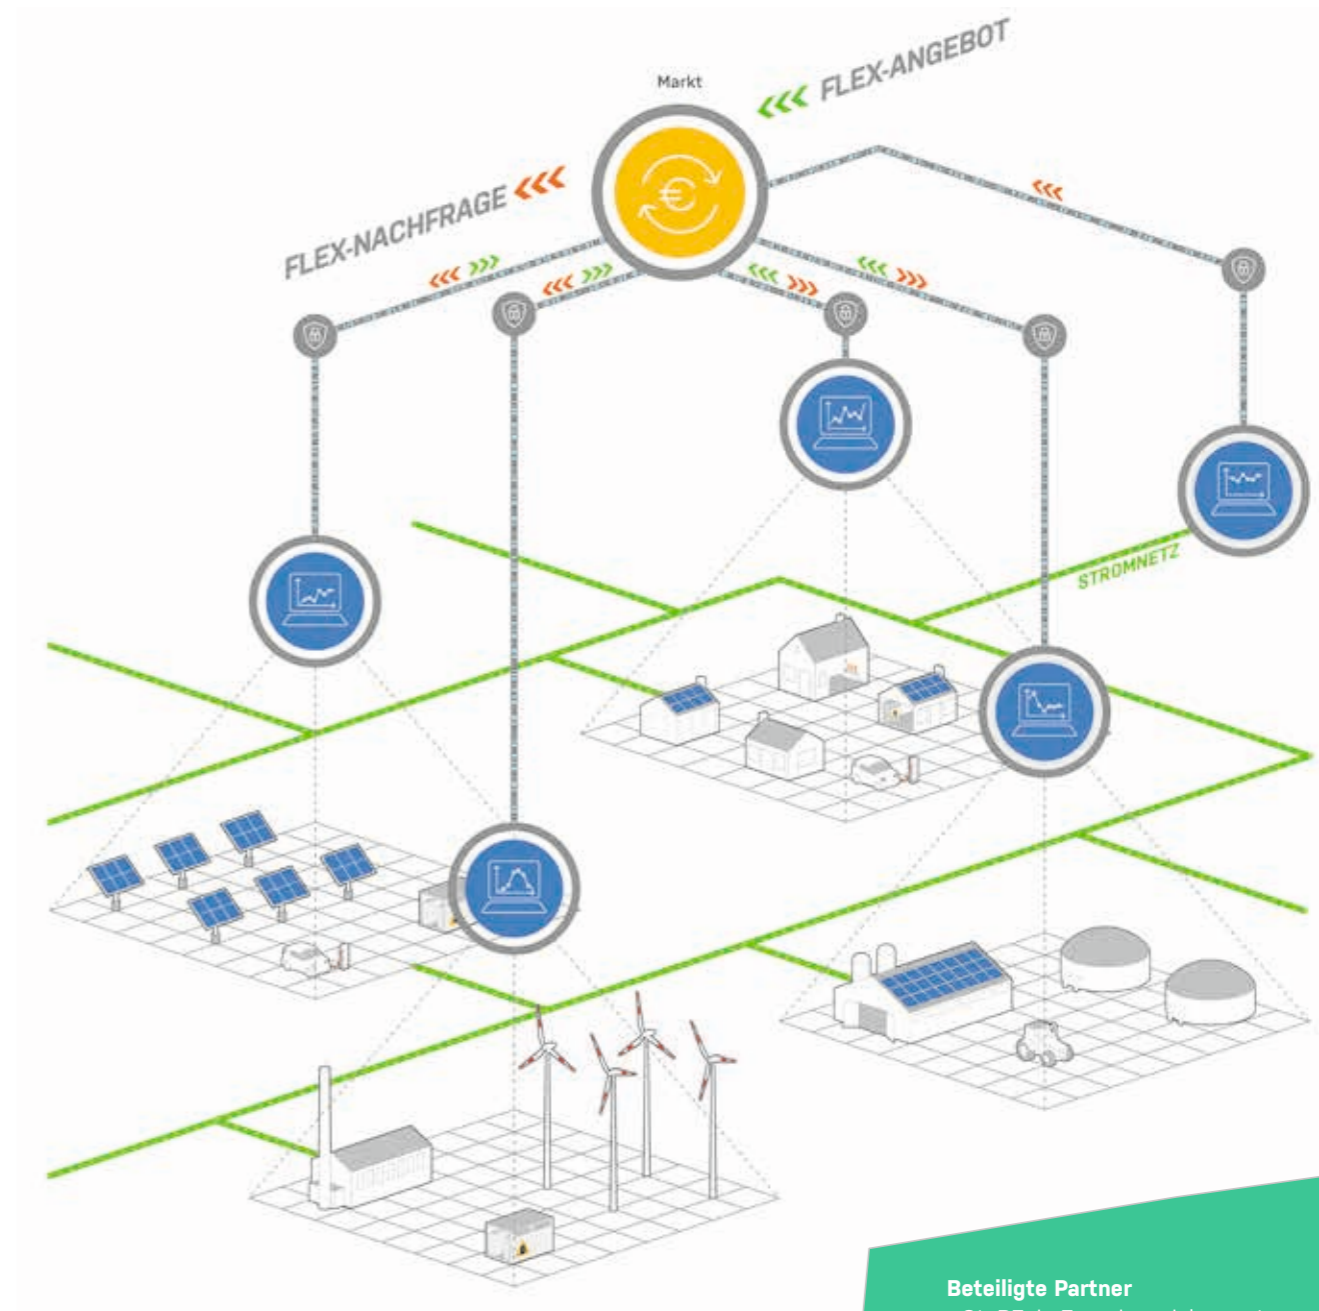 Markt
FLEX-ANGEBOT
FLEX-NACHFRAGE
STROMNETZ
Beteiligte Partner